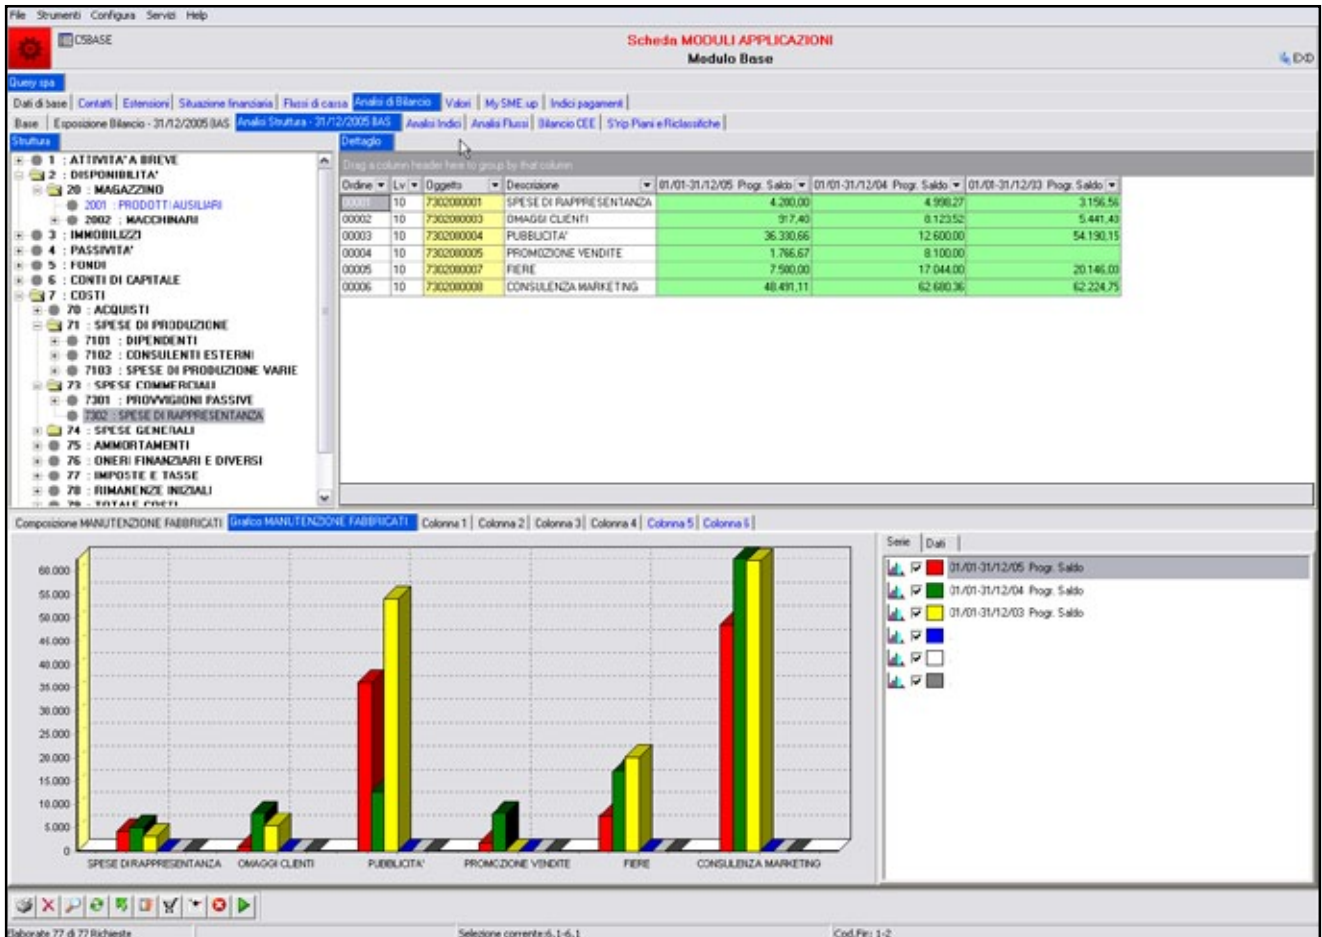 File Strumenti Configura Servizi Help
C5BASE
Scheda MODULI APPLICAZIONI
Modulo Base
Query spa
Dati di base Contatti Estensioni Situazione finanziaria Flussi di cassa Analisi di Bilancio Valori My SME up Indici pagamenti
Base Esposizione Bilancio - 31/12/2005 BAS Analisi Struttura - 31/12/2005 BAS Analisi Indici Analisi Flussi Bilancio CEE S'rip Piani e Riclassifiche
Struttura
1 : ATTIVITA' A BREVE
2 : DISPONIBILITA'
20 : MAGAZZINO
2001 : PRODOTTI AUSILIARI
2002 : MACCHINARI
3 : IMMOBILIZZI
4 : PASSIVITA'
5 : FONDI
6 : CONTI DI CAPITALE
7 : COSTI
70 : ACQUISTI
71 : SPESE DI PRODUZIONE
7101 : DIPENDENTI
7102 : CONSULENTI ESTERNI
7103 : SPESE DI PRODUZIONE VARIE
73 : SPESE COMMERCIALI
7301 : PROVVIGIONI PASSIVE
7302 : SPESE DI RAPPRESENTANZA
74 : SPESE GENERALI
75 : AMMORTAMENTI
76 : ONERI FINANZIARI E DIVERSI
77 : IMPOSTE E TASSE
78 : RIMANENZE INIZIALI
79 : TOTALE COSTI
Dettaglio
Drag a column header here to group by that column
Ordine Lv Oggetto Descrizione 01/01-31/12/05 Progr. Saldo 01/01-31/12/04 Progr. Saldo 01/01-31/12/03 Progr. Saldo
00001 10 7302000001 SPESE DI RAPPRESENTANZA 4.200,00 4.998,27 3.156,56
00002 10 7302000003 OMAGGI CLIENTI 917,40 8.123,52 5.441,43
00003 10 7302000004 PUBBLICITA' 36.330,66 12.600,00 54.190,15
00004 10 7302000005 PROMOZIONE VENDITE 1.766,67 8.100,00
00005 10 7302000007 FIERE 7.500,00 17.044,00 20.146,00
00006 10 7302000008 CONSULENZA MARKETING 48.491,11 62.680,36 62.224,75
Composizione MANUTENZIONE FABBRICATI Grafico MANUTENZIONE FABBRICATI Colonna 1 Colonna 2 Colonna 3 Colonna 4 Colonna 5 Colonna 6
60.000
55.000
50.000
45.000
40.000
35.000
30.000
25.000
20.000
15.000
10.000
5.000
0
SPESE DI RAPPRESENTANZA OMAGGI CLIENTI PUBBLICITA' PROMOZIONE VENDITE FIERE CONSULENZA MARKETING
Serie Dati
01/01-31/12/05 Progr. Saldo
01/01-31/12/04 Progr. Saldo
01/01-31/12/03 Progr. Saldo
Elaborate 77 di 77 Richieste Selezione corrente:6.1-6.1 Cod.Fin: 1-2